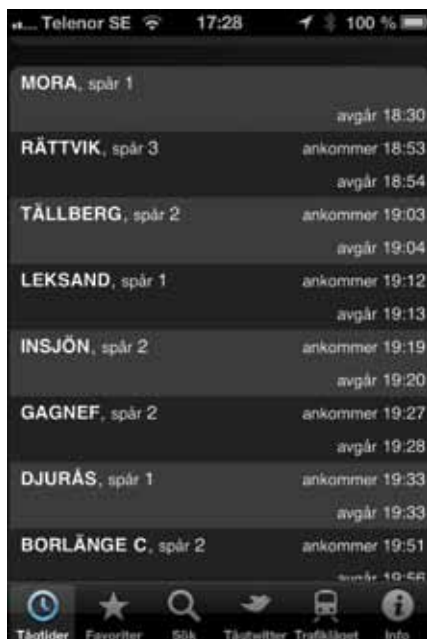 Telenor SE 17:28 100 %
MORA, spår 1
avgår 18:30
RÄTTVIK, spår 3 ankommer 18:53
avgår 18:54
TÄLLBERG, spår 2 ankommer 19:03
avgår 19:04
LEKSAND, spår 1 ankommer 19:12
avgår 19:13
INSJÖN, spår 2 ankommer 19:19
avgår 19:20
GAGNEF, spår 2 ankommer 19:27
avgår 19:28
DJURÅS, spår 1 ankommer 19:33
avgår 19:33
BORLÄNGE C, spår 2 ankommer 19:51
avgår 19:56
Tågtider Favoriter Sök Tågtwitter Trafikläget Info